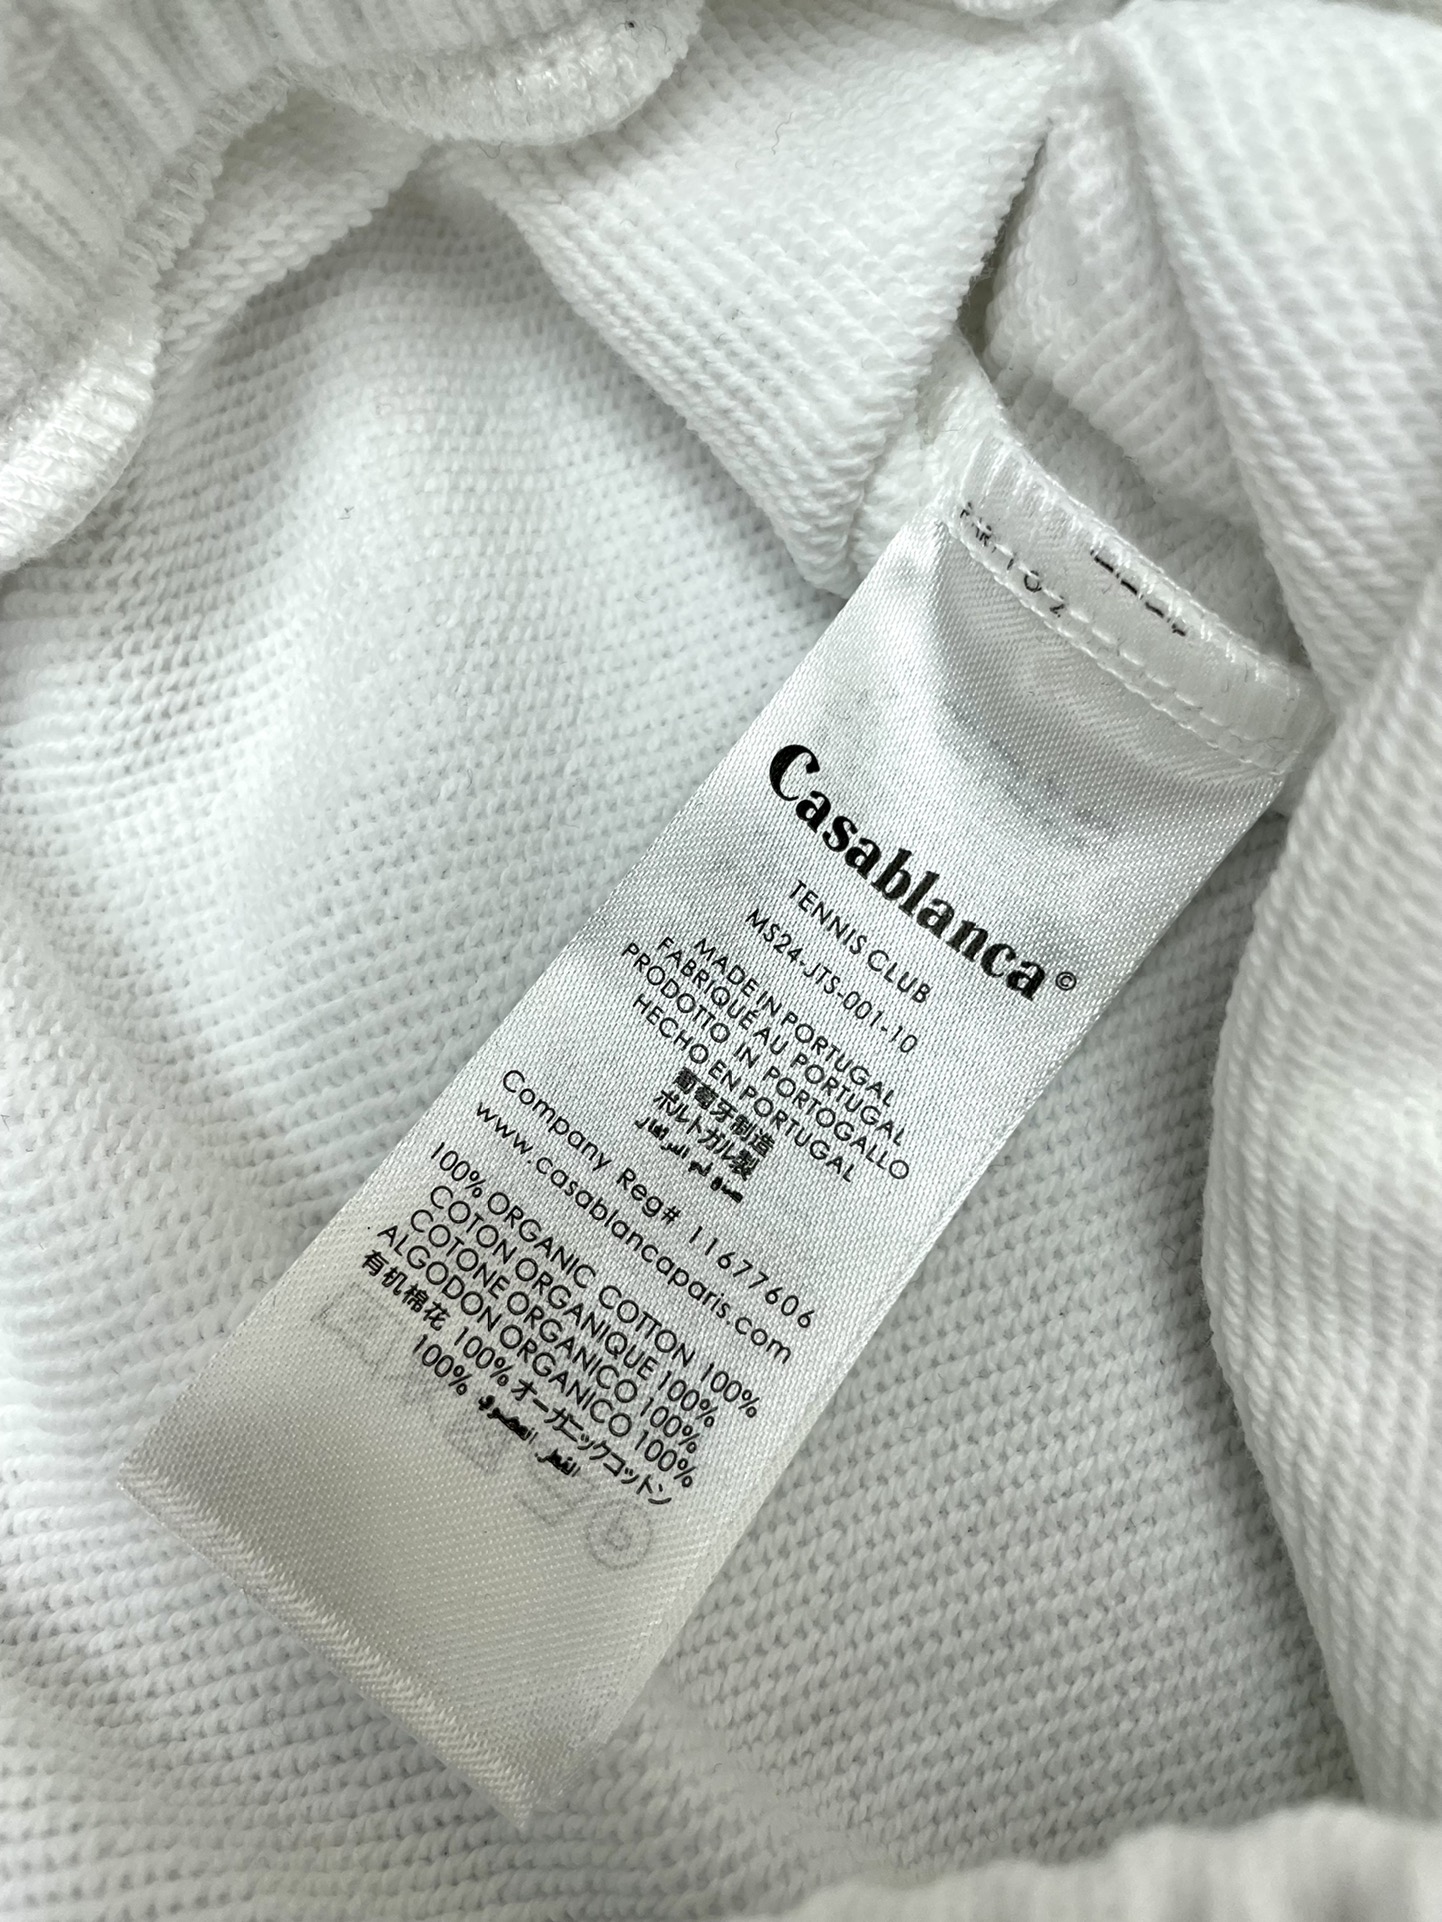 Casablanca©
TENNIS CLUB
MS24-JTS-001-10
MADE IN PORTUGAL
FABRIQUÉ AU PORTUGAL
PRODOTTO IN PORTOGALLO
HECHO EN PORTUGAL
葡萄牙制造
ポルトガル製
Company Reg# 11677606
www.casablancaparis.com
100% ORGANIC COTTON 100%
COTON ORGANIQUE 100%
COTONE ORGANICO 100%
ALGODON ORGANICO 100%
有机棉花 100% オーガニックコットン
100% القطن العضوي